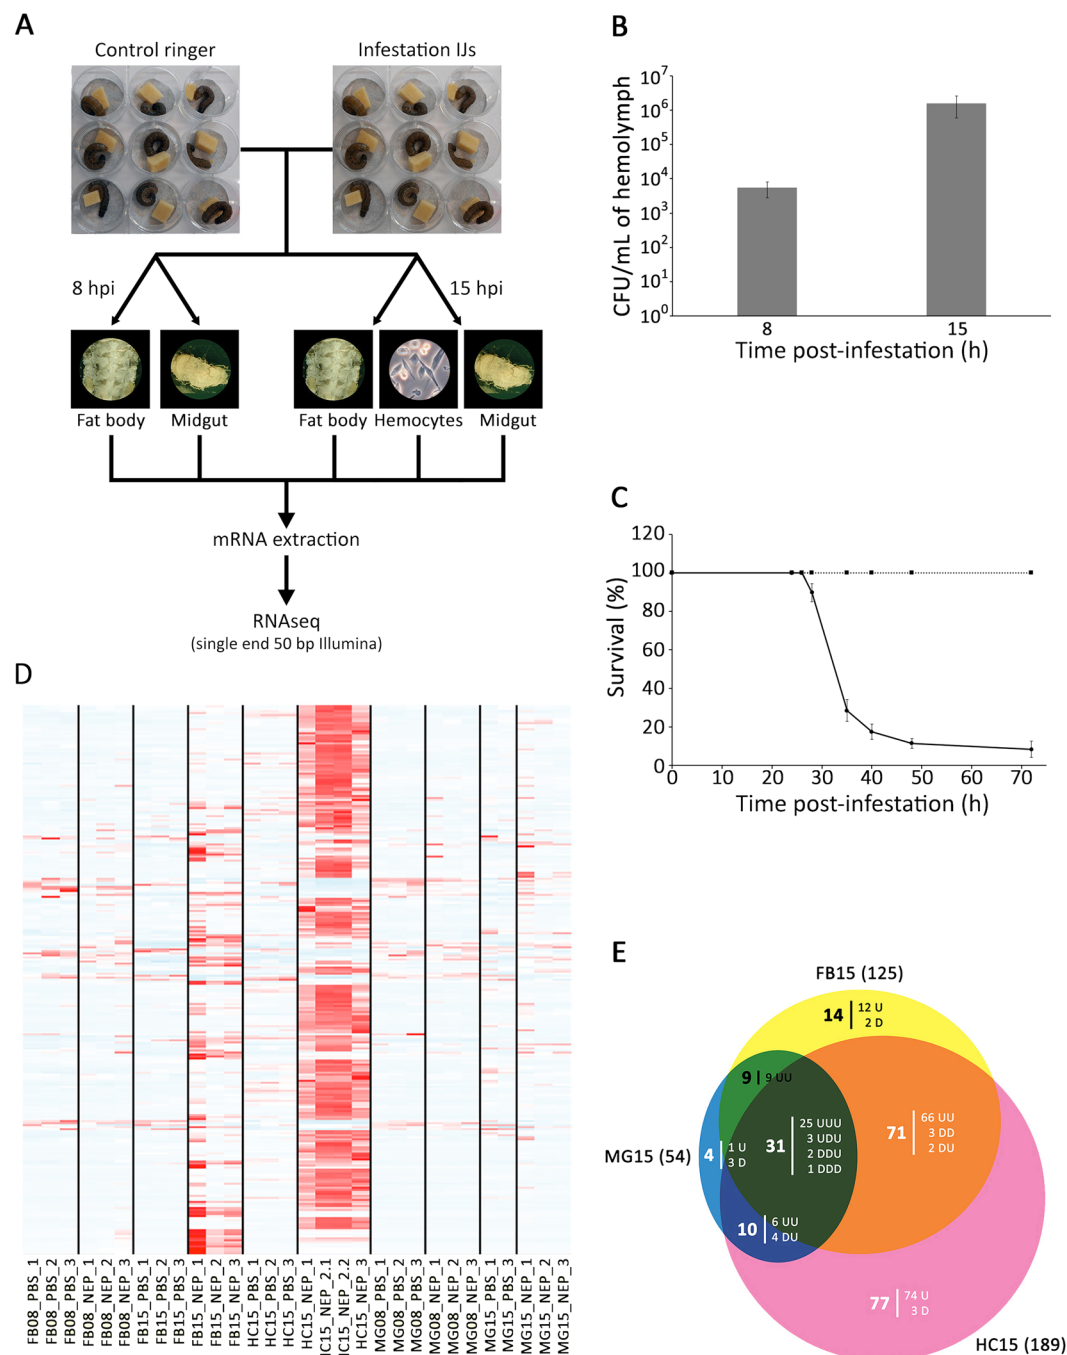 A
Control ringer
Infestation IJs
8 hpi
15 hpi
Fat body
Midgut
Fat body
Hemocytes
Midgut
mRNA extraction
RNAseq
(single end 50 bp Illumina)
B
CFU/mL of hemolymph
10⁷
10⁶
10⁵
10⁴
10³
10²
10¹
10⁰
8
15
Time post-infestation (h)
C
Survival (%)
120
100
80
60
40
20
0
0
10
20
30
40
50
60
70
Time post-infestation (h)
D
FB08_PBS_1
FB08_PBS_2
FB08_PBS_3
FB08_NEP_1
FB08_NEP_2
FB08_NEP_3
FB15_PBS_1
FB15_PBS_2
FB15_PBS_3
FB15_NEP_1
FB15_NEP_2
FB15_NEP_3
HC15_PBS_1
HC15_PBS_2
HC15_PBS_3
HC15_NEP_1
HC15_NEP_2.1
HC15_NEP_2.2
HC15_NEP_3
MG08_PBS_1
MG08_PBS_2
MG08_PBS_3
MG08_NEP_1
MG08_NEP_2
MG08_NEP_3
MG15_PBS_1
MG15_PBS_3
MG15_NEP_1
MG15_NEP_2
MG15_NEP_3
E
FB15 (125)
14
12 U
2 D
9
9 UU
31
25 UUU
3 UDU
2 DDU
1 DDD
71
66 UU
3 DD
2 DU
MG15 (54)
4
1 U
3 D
10
6 UU
4 DU
77
74 U
3 D
HC15 (189)